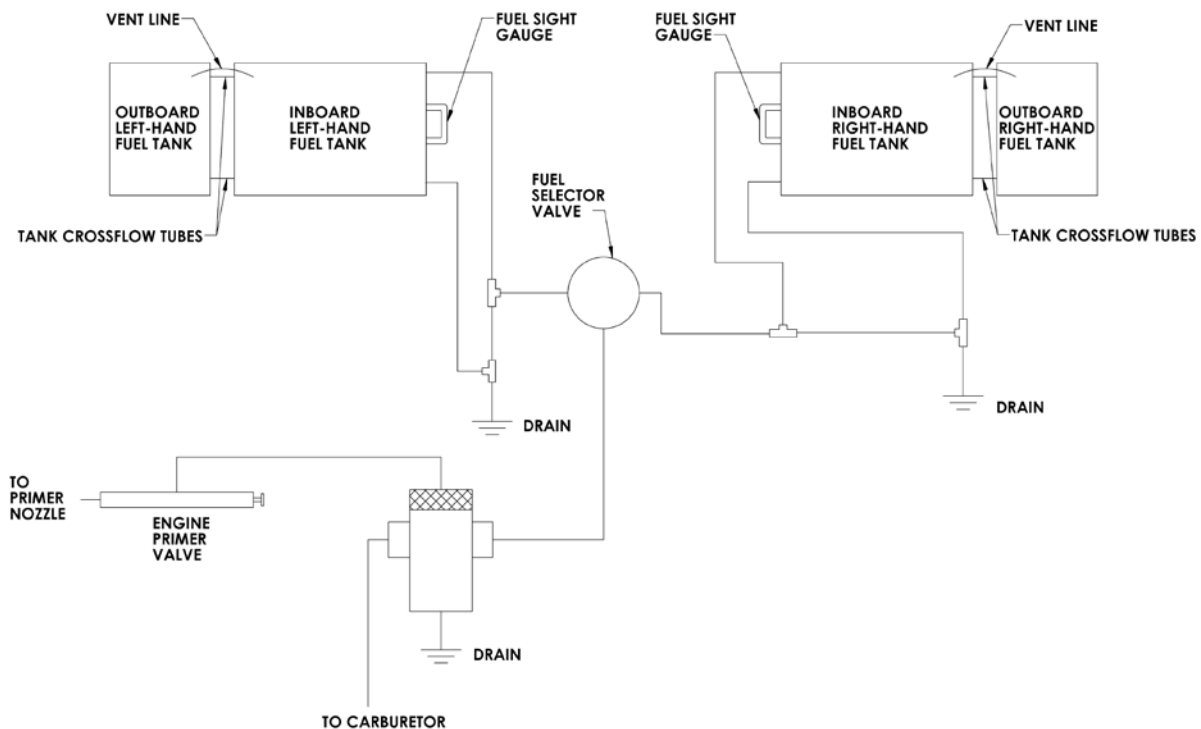 VENT LINE
FUEL SIGHT
GAUGE
FUEL SIGHT
GAUGE
VENT LINE
OUTBOARD
LEFT-HAND
FUEL TANK
INBOARD
LEFT-HAND
FUEL TANK
INBOARD
RIGHT-HAND
FUEL TANK
OUTBOARD
RIGHT-HAND
FUEL TANK
FUEL
SELECTOR
VALVE
TANK CROSSFLOW TUBES
TANK CROSSFLOW TUBES
DRAIN
DRAIN
TO
PRIMER
NOZZLE
ENGINE
PRIMER
VALVE
DRAIN
TO CARBURETOR